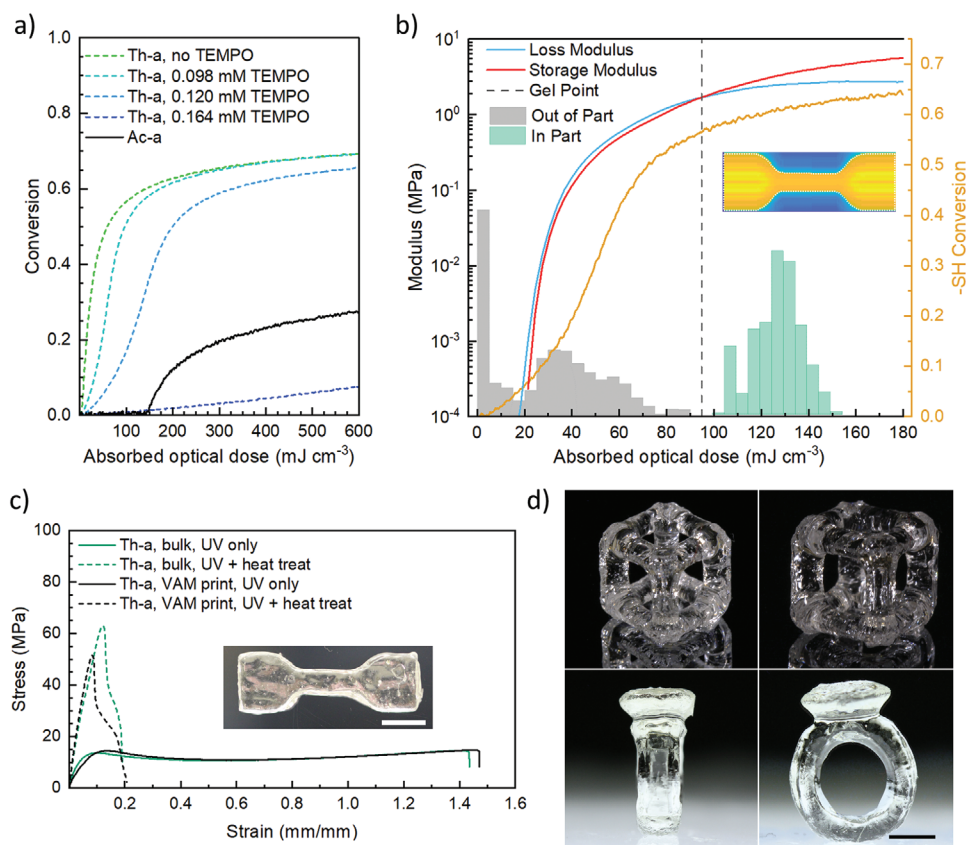 a)
1.0
0.8
0.6
0.4
0.2
0.0
Conversion
Th-a, no TEMPO
Th-a, 0.098 mM TEMPO
Th-a, 0.120 mM TEMPO
Th-a, 0.164 mM TEMPO
Ac-a
100 200 300 400 500 600
Absorbed optical dose (mJ cm⁻³)
b)
10¹
10⁰
10⁻¹
10⁻²
10⁻³
10⁻⁴
Modulus (MPa)
Loss Modulus
Storage Modulus
Gel Point
Out of Part
In Part
0.7
0.6
0.5
0.4
0.3
0.2
0.1
0.0
-SH Conversion
0 20 40 60 80 100 120 140 160 180
Absorbed optical dose (mJ cm⁻³)
c)
100
80
60
40
20
0
Stress (MPa)
Th-a, bulk, UV only
Th-a, bulk, UV + heat treat
Th-a, VAM print, UV only
Th-a, VAM print, UV + heat treat
0.0 0.2 0.4 0.6 0.8 1.0 1.2 1.4 1.6
Strain (mm/mm)
d)